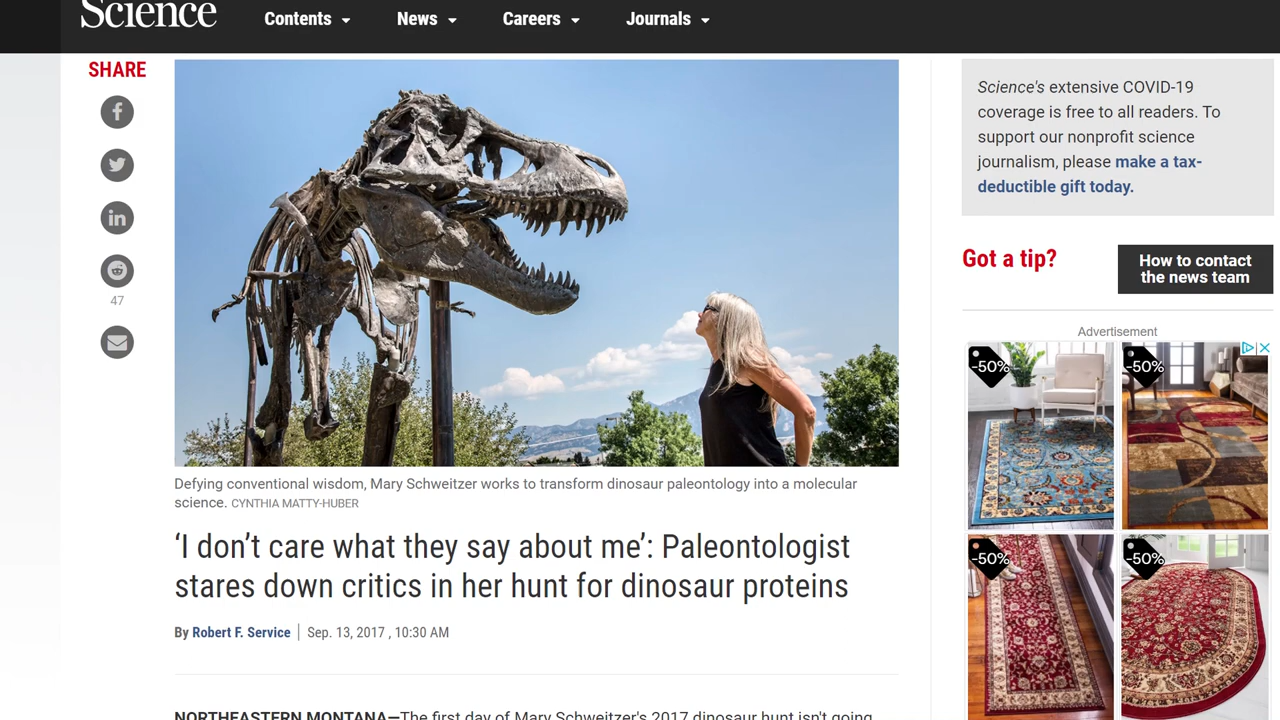 Science
Contents
News
Careers
Journals
SHARE
47
Defying conventional wisdom, Mary Schweitzer works to transform dinosaur paleontology into a molecular
science. CYNTHIA MATTY-HUBER
‘I don’t care what they say about me’: Paleontologist
stares down critics in her hunt for dinosaur proteins
By Robert F. Service | Sep. 13, 2017 , 10:30 AM
NORTHEASTERN MONTANA—The first day of Mary Schweitzer's 2017 dinosaur hunt isn't going
Science's extensive COVID-19
coverage is free to all readers. To
support our nonprofit science
journalism, please make a tax-
deductible gift today.
Got a tip?
How to contact
the news team
Advertisement
-50%
-50%
-50%
-50%